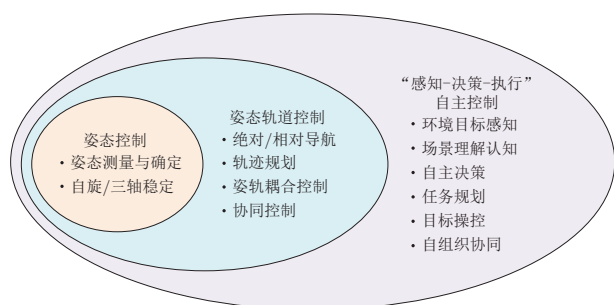 姿态控制
· 姿态测量与确定
· 自旋/三轴稳定
姿态轨道控制
· 绝对/相对导航
· 轨迹规划
· 姿轨耦合控制
· 协同控制
“感知-决策-执行”
自主控制
· 环境目标感知
· 场景理解认知
· 自主决策
· 任务规划
· 目标操控
· 自组织协同